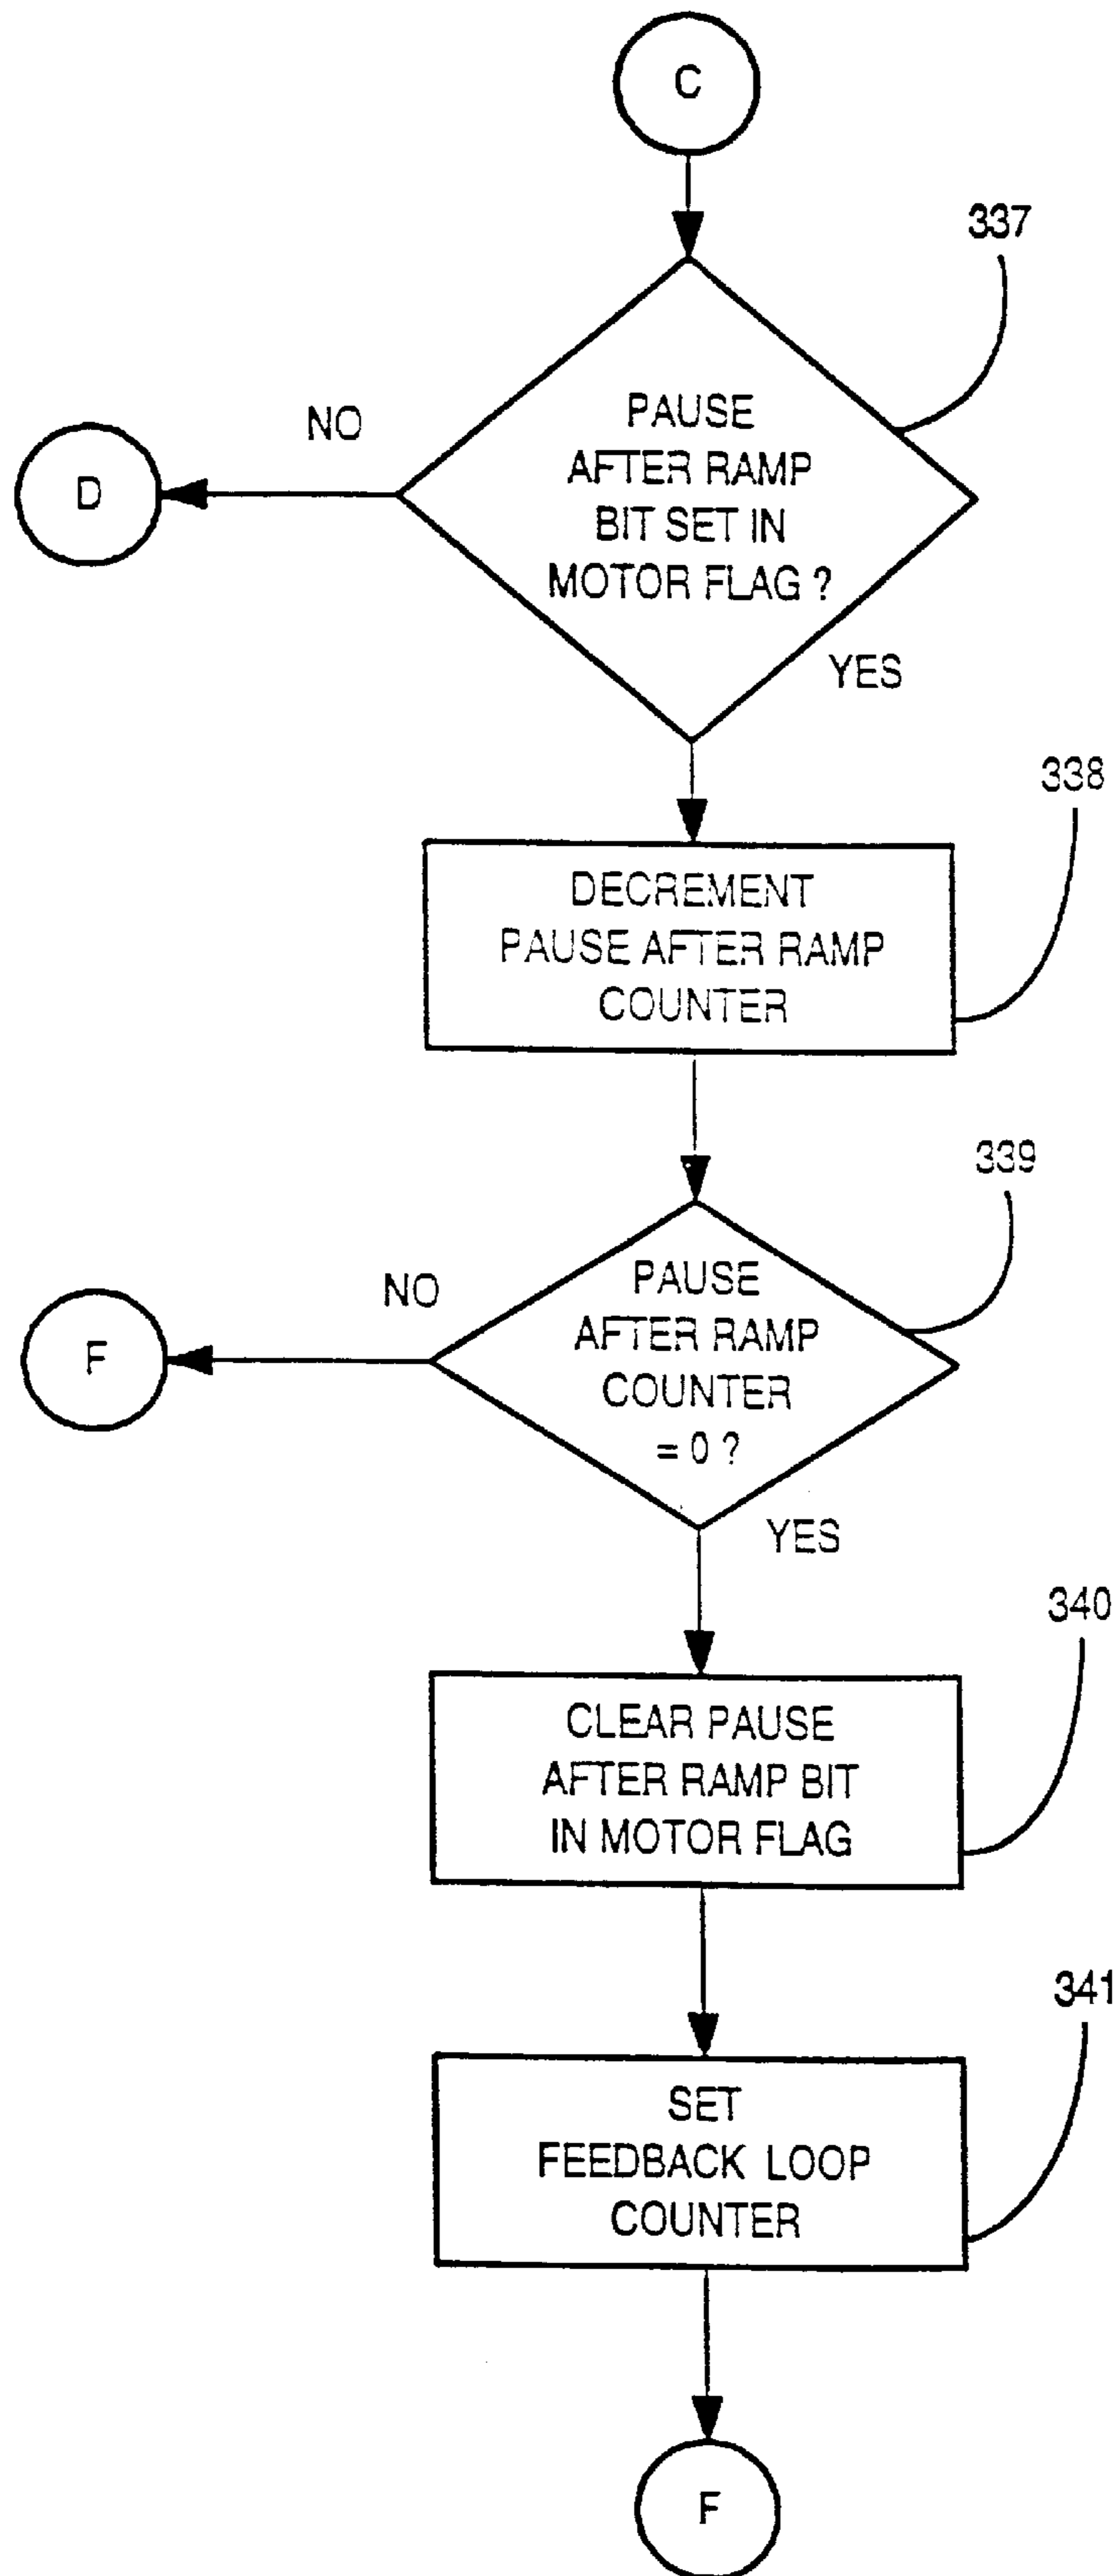 C
337
NO
PAUSE
AFTER RAMP
BIT SET IN
MOTOR FLAG ?
D
YES
338
DECREMENT
PAUSE AFTER RAMP
COUNTER
339
NO
PAUSE
AFTER RAMP
COUNTER
= 0 ?
F
YES
340
CLEAR PAUSE
AFTER RAMP BIT
IN MOTOR FLAG
341
SET
FEEDBACK LOOP
COUNTER
F